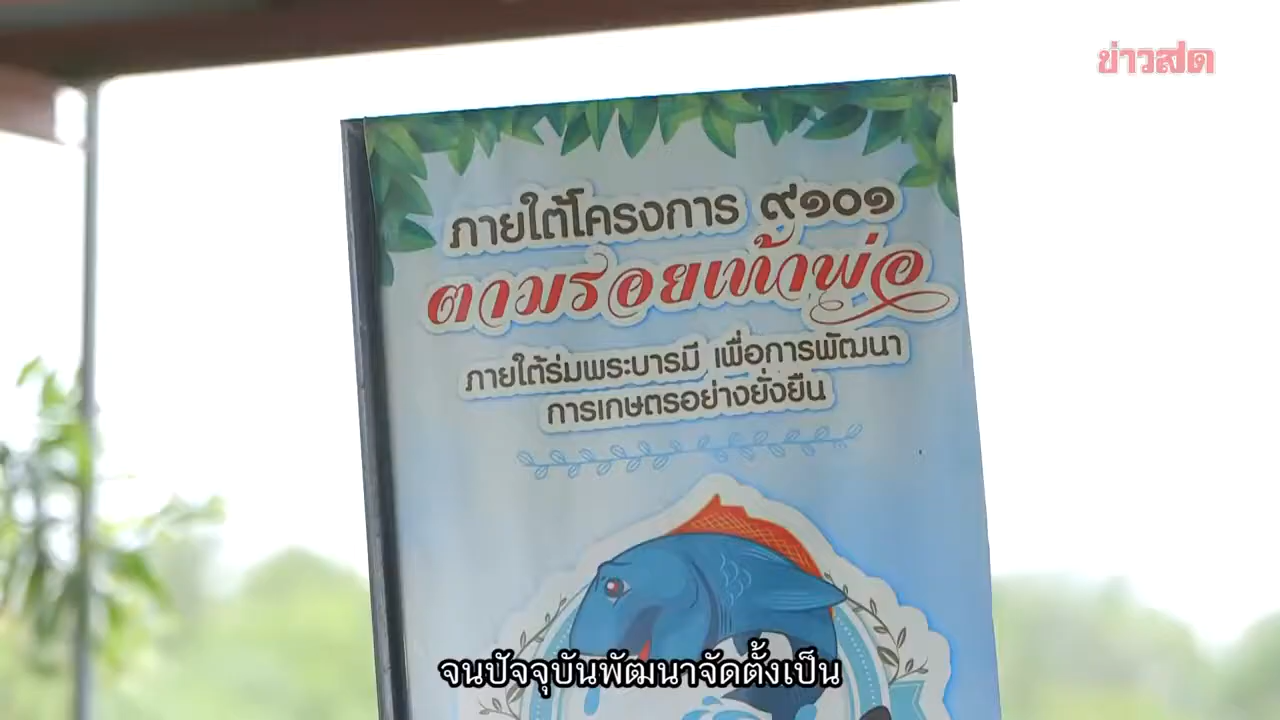 ข่าวสด
ภายใต้โครงการ ๙๑๐๑
ตามรอยเท้าพ่อ
ภายใต้ร่มพระบารมี เพื่อการพัฒนา
การเกษตรอย่างยั่งยืน
จนปัจจุบันพัฒนาจัดตั้งเป็น